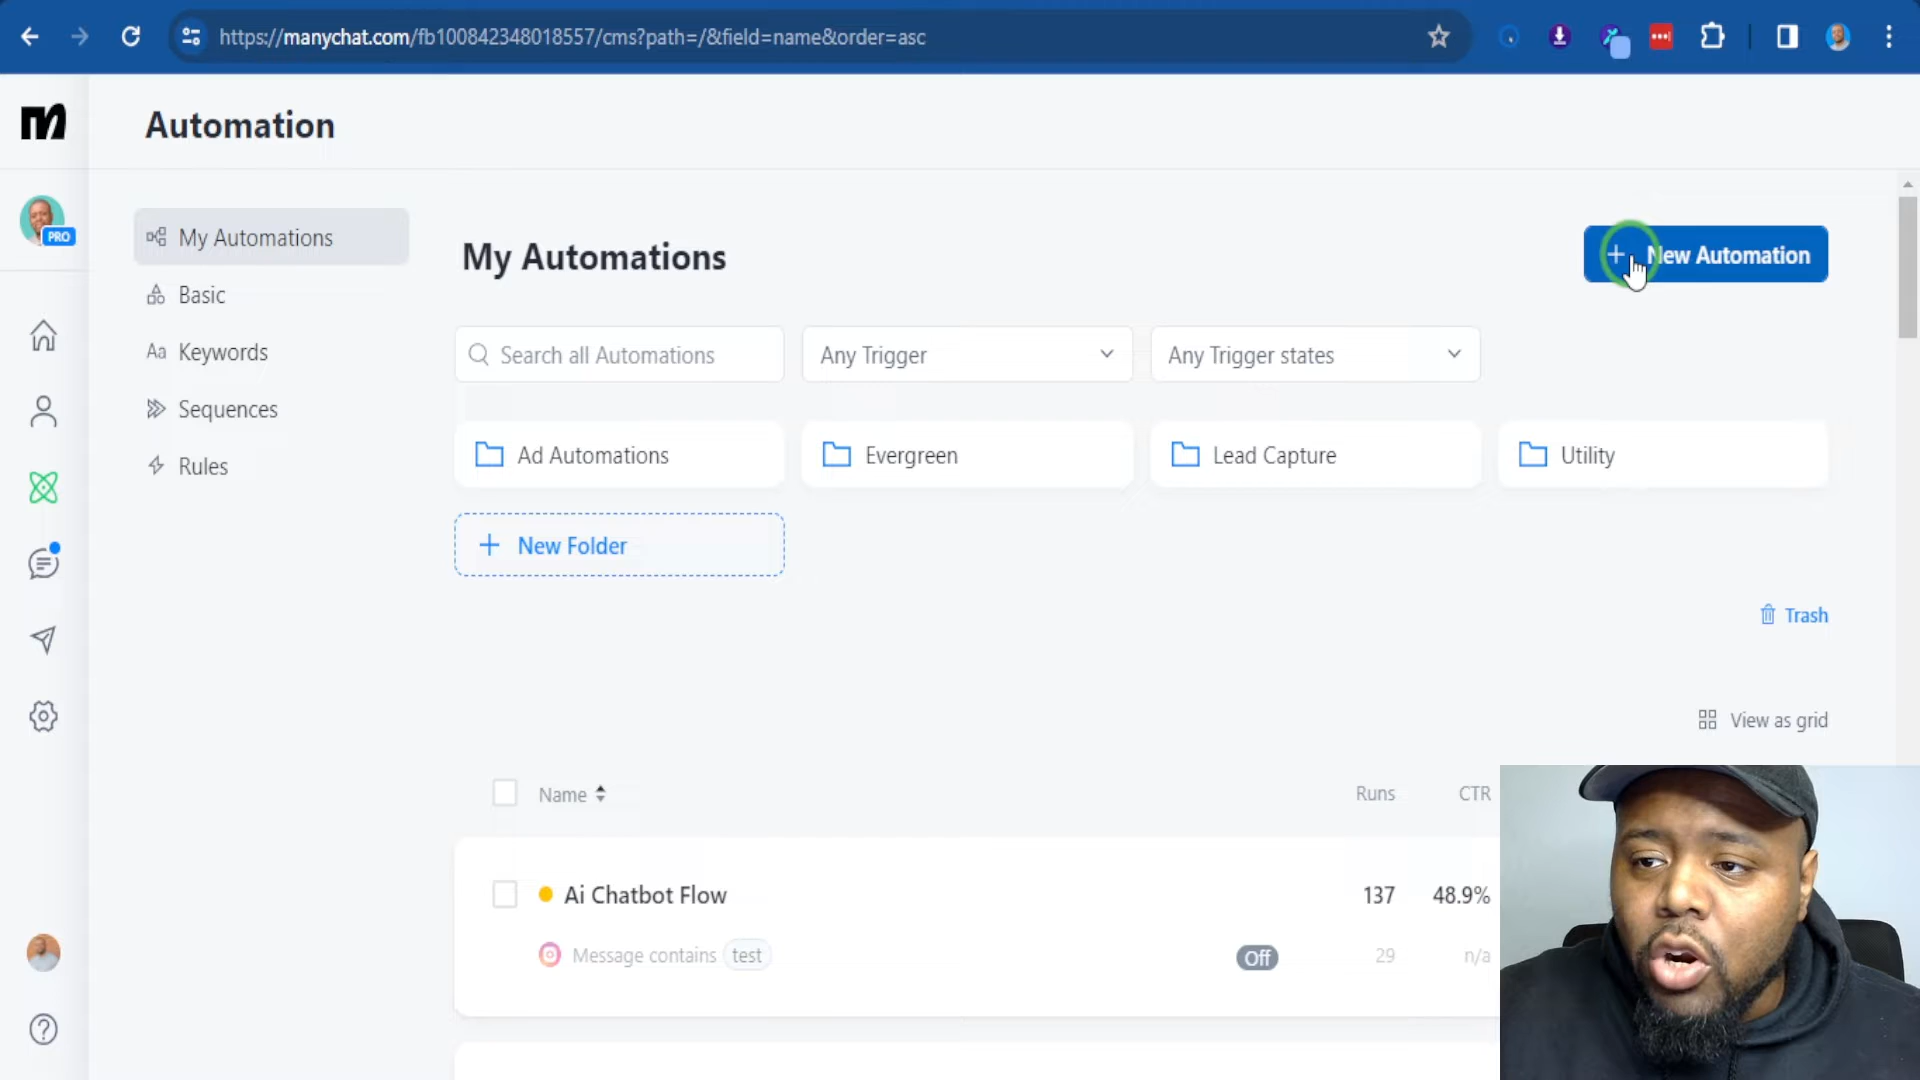 https://manychat.com/fb100842348018557/cms?path=/&field=name&order=asc
Automation
PRO
My Automations
Basic
Aa Keywords
Sequences
Rules
My Automations
+ New Automation
Search all Automations
Any Trigger
Any Trigger states
Ad Automations
Evergreen
Lead Capture
Utility
+ New Folder
Trash
View as grid
Name
Runs
CTR
Ai Chatbot Flow
137
48.9%
Message contains test
Off
29
n/a